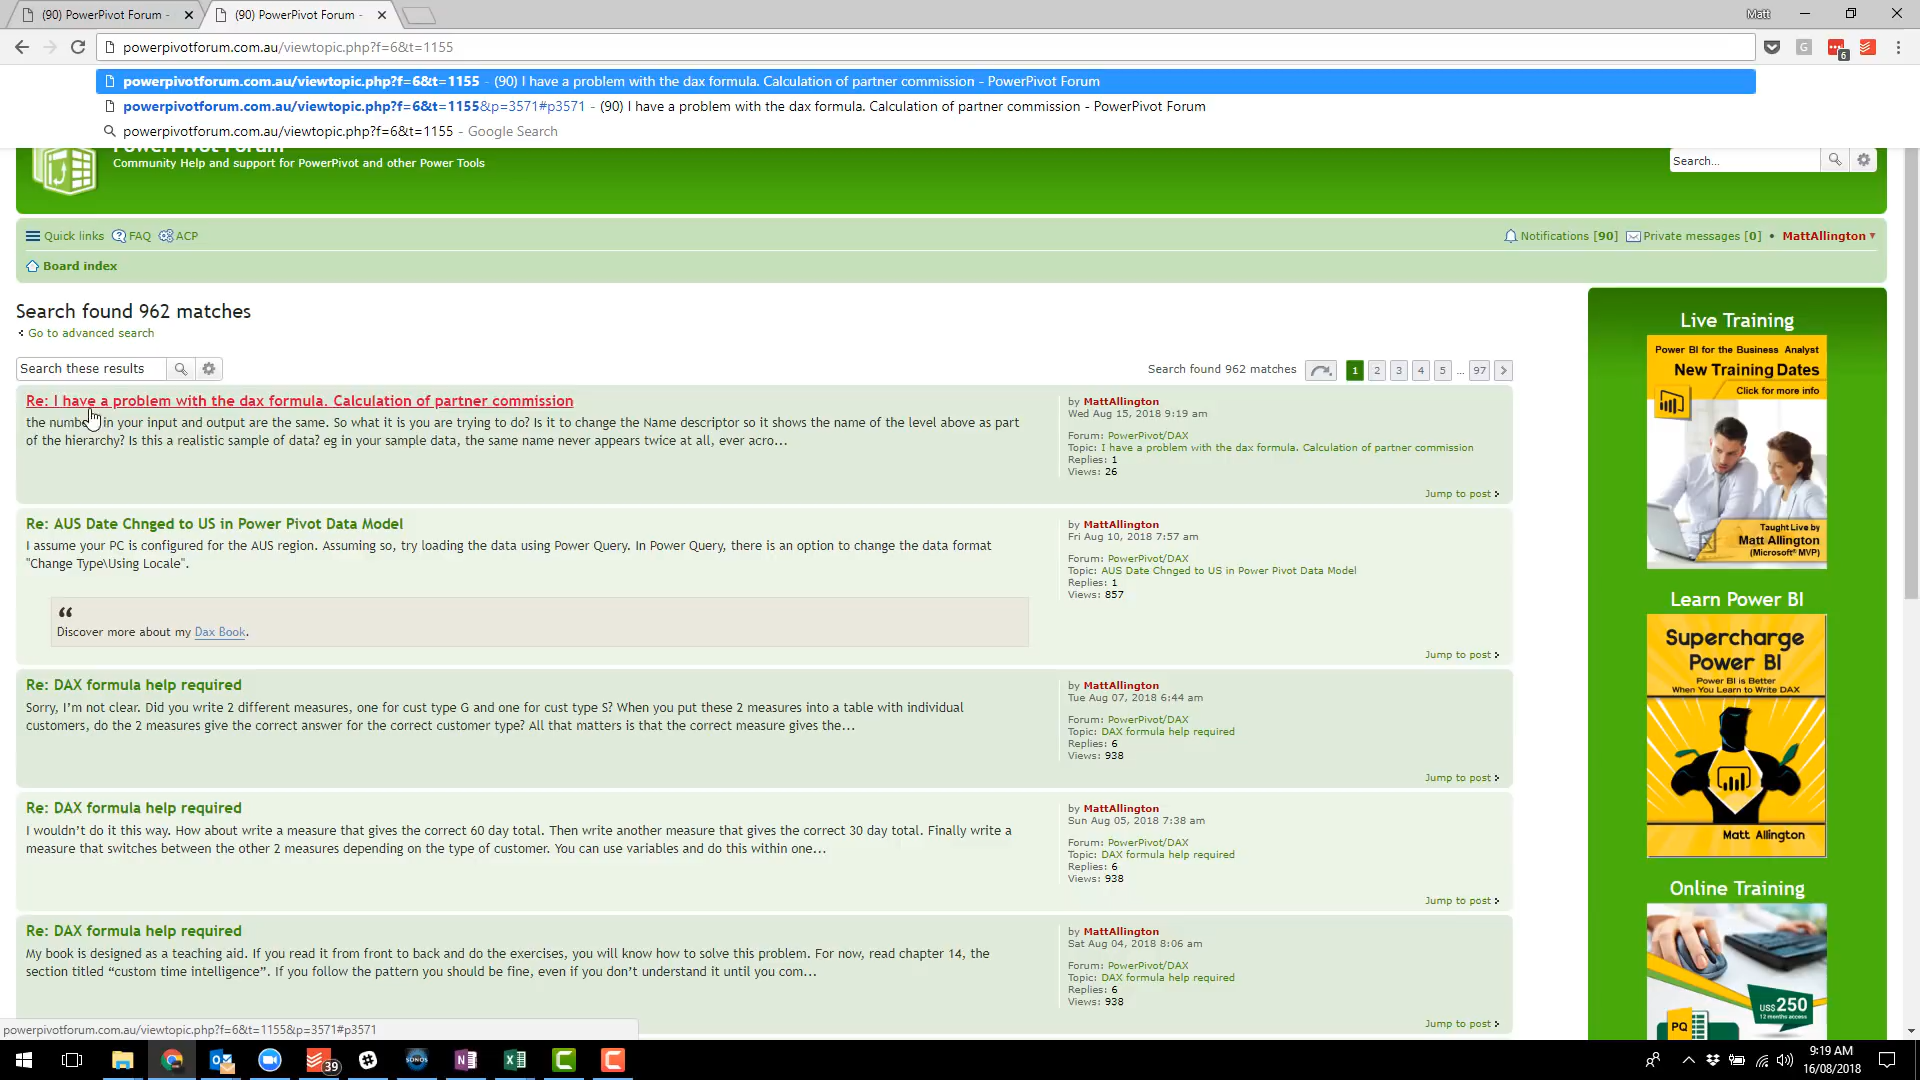 (90) PowerPivot Forum -
(90) PowerPivot Forum -
Matt
powerpivotforum.com.au/viewtopic.php?f=6&t=1155
6
powerpivotforum.com.au/viewtopic.php?f=6&t=1155 - (90) I have a problem with the dax formula. Calculation of partner commission - PowerPivot Forum
powerpivotforum.com.au/viewtopic.php?f=6&t=1155&p=3571#p3571 - (90) I have a problem with the dax formula. Calculation of partner commission - PowerPivot Forum
powerpivotforum.com.au/viewtopic.php?f=6&t=1155 - Google Search
PowerPivot Forum
Community Help and support for PowerPivot and other Power Tools
Search...
Quick links FAQ ACP
Notifications [90] Private messages [0] • MattAllington
Board index
Search found 962 matches
Go to advanced search
Search these results
Search found 962 matches 1 2 3 4 5 ... 97
Re: I have a problem with the dax formula. Calculation of partner commission
the number in your input and output are the same. So what it is you are trying to do? Is it to change the Name descriptor so it shows the name of the level above as part
of the hierarchy? Is this a realistic sample of data? eg in your sample data, the same name never appears twice at all, ever acro...
by MattAllington
Wed Aug 15, 2018 9:19 am
Forum: PowerPivot/DAX
Topic: I have a problem with the dax formula. Calculation of partner commission
Replies: 1
Views: 26
Jump to post
Re: AUS Date Chnged to US in Power Pivot Data Model
I assume your PC is configured for the AUS region. Assuming so, try loading the data using Power Query. In Power Query, there is an option to change the data format
"Change Type\Using Locale".
“
Discover more about my Dax Book.
by MattAllington
Fri Aug 10, 2018 7:57 am
Forum: PowerPivot/DAX
Topic: AUS Date Chnged to US in Power Pivot Data Model
Replies: 1
Views: 857
Jump to post
Re: DAX formula help required
Sorry, I’m not clear. Did you write 2 different measures, one for cust type G and one for cust type S? When you put these 2 measures into a table with individual
customers, do the 2 measures give the correct answer for the correct customer type? All that matters is that the correct measure gives the...
by MattAllington
Tue Aug 07, 2018 6:44 am
Forum: PowerPivot/DAX
Topic: DAX formula help required
Replies: 6
Views: 938
Jump to post
Re: DAX formula help required
I wouldn’t do it this way. How about write a measure that gives the correct 60 day total. Then write another measure that gives the correct 30 day total. Finally write a
measure that switches between the other 2 measures depending on the type of customer. You can use variables and do this within one...
by MattAllington
Sun Aug 05, 2018 7:38 am
Forum: PowerPivot/DAX
Topic: DAX formula help required
Replies: 6
Views: 938
Jump to post
Re: DAX formula help required
My book is designed as a teaching aid. If you read it from front to back and do the exercises, you will know how to solve this problem. For now, read chapter 14, the
section titled “custom time intelligence”. If you follow the pattern you should be fine, even if you don’t understand it until you com...
by MattAllington
Sat Aug 04, 2018 8:06 am
Forum: PowerPivot/DAX
Topic: DAX formula help required
Replies: 6
Views: 938
Jump to post
Live Training
Power BI for the Business Analyst
New Training Dates
Click for more info
Taught Live by
Matt Allington
(Microsoft® MVP)
Learn Power BI
Supercharge
Power BI
Power BI is Better
When You Learn to Write DAX
Matt Allington
Online Training
US$ 250
12 months access
PQ
powerpivotforum.com.au/viewtopic.php?f=6&t=1155&p=3571#p3571
39
SONOS
9:19 AM
16/08/2018